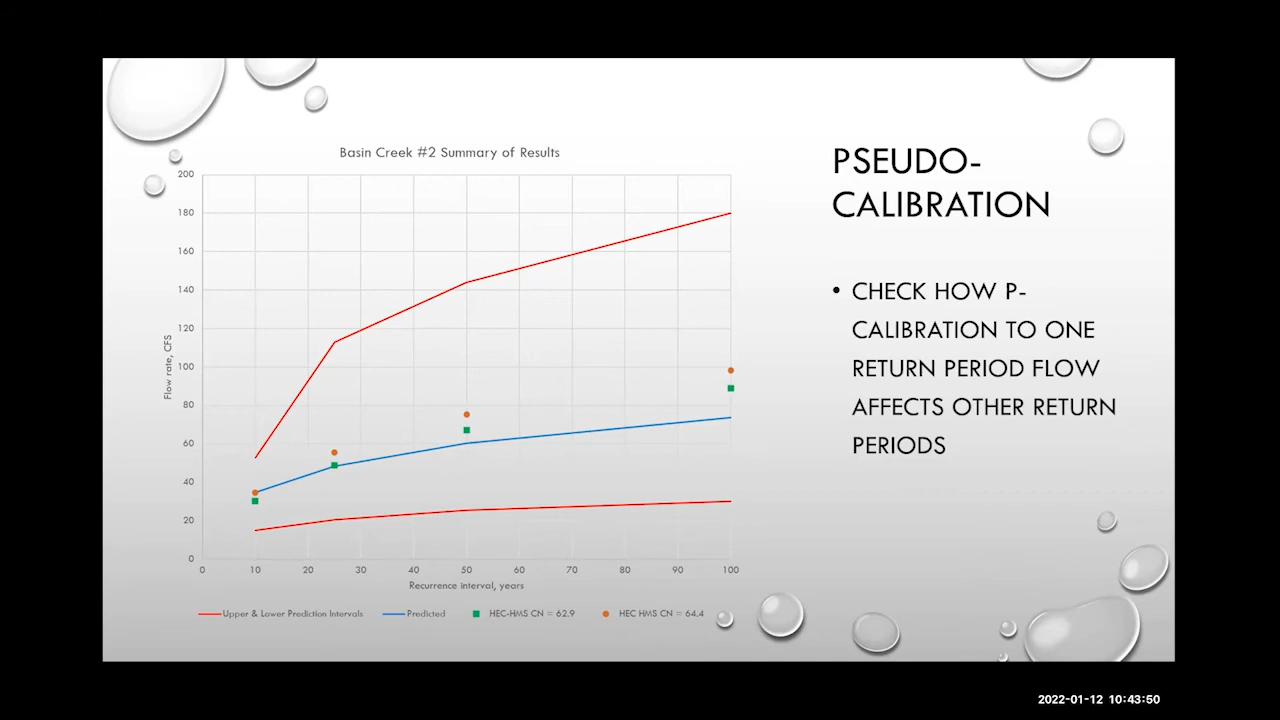 Basin Creek #2 Summary of Results
200
180
160
140
120
100
80
60
40
20
0
Flow rate, CFS
0 10 20 30 40 50 60 70 80 90 100
Recurrence interval, years
Upper & Lower Prediction Intervals Predicted HEC-HMS CN = 62.9 HEC HMS CN = 64.4
PSEUDO-
CALIBRATION
• CHECK HOW P-
CALIBRATION TO ONE
RETURN PERIOD FLOW
AFFECTS OTHER RETURN
PERIODS
2022-01-12 10:43:50